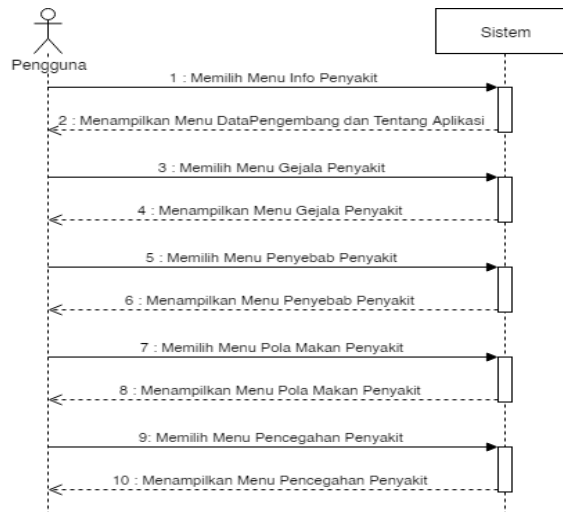 Sistem
Pengguna
1 : Memilih Menu Info Penyakit
2 : Menampilkan Menu DataPengembang dan Tentang Aplikasi
3 : Memilih Menu Gejala Penyakit
4 : Menampilkan Menu Gejala Penyakit
5 : Memilih Menu Penyebab Penyakit
6 : Menampilkan Menu Penyebab Penyakit
7 : Memilih Menu Pola Makan Penyakit
8 : Menampilkan Menu Pola Makan Penyakit
9: Memilih Menu Pencegahan Penyakit
10 : Menampilkan Menu Pencegahan Penyakit